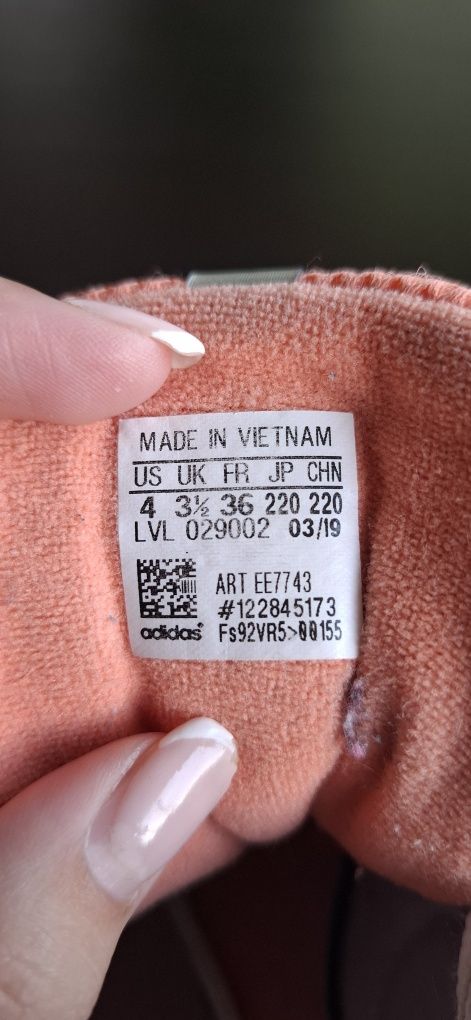 MADE IN VIETNAM
US UK FR JP CHN
4 3½ 36 220 220
LVL 029002 03/19
ART EE7743
#122845173
adidas Fs92VR5>00155